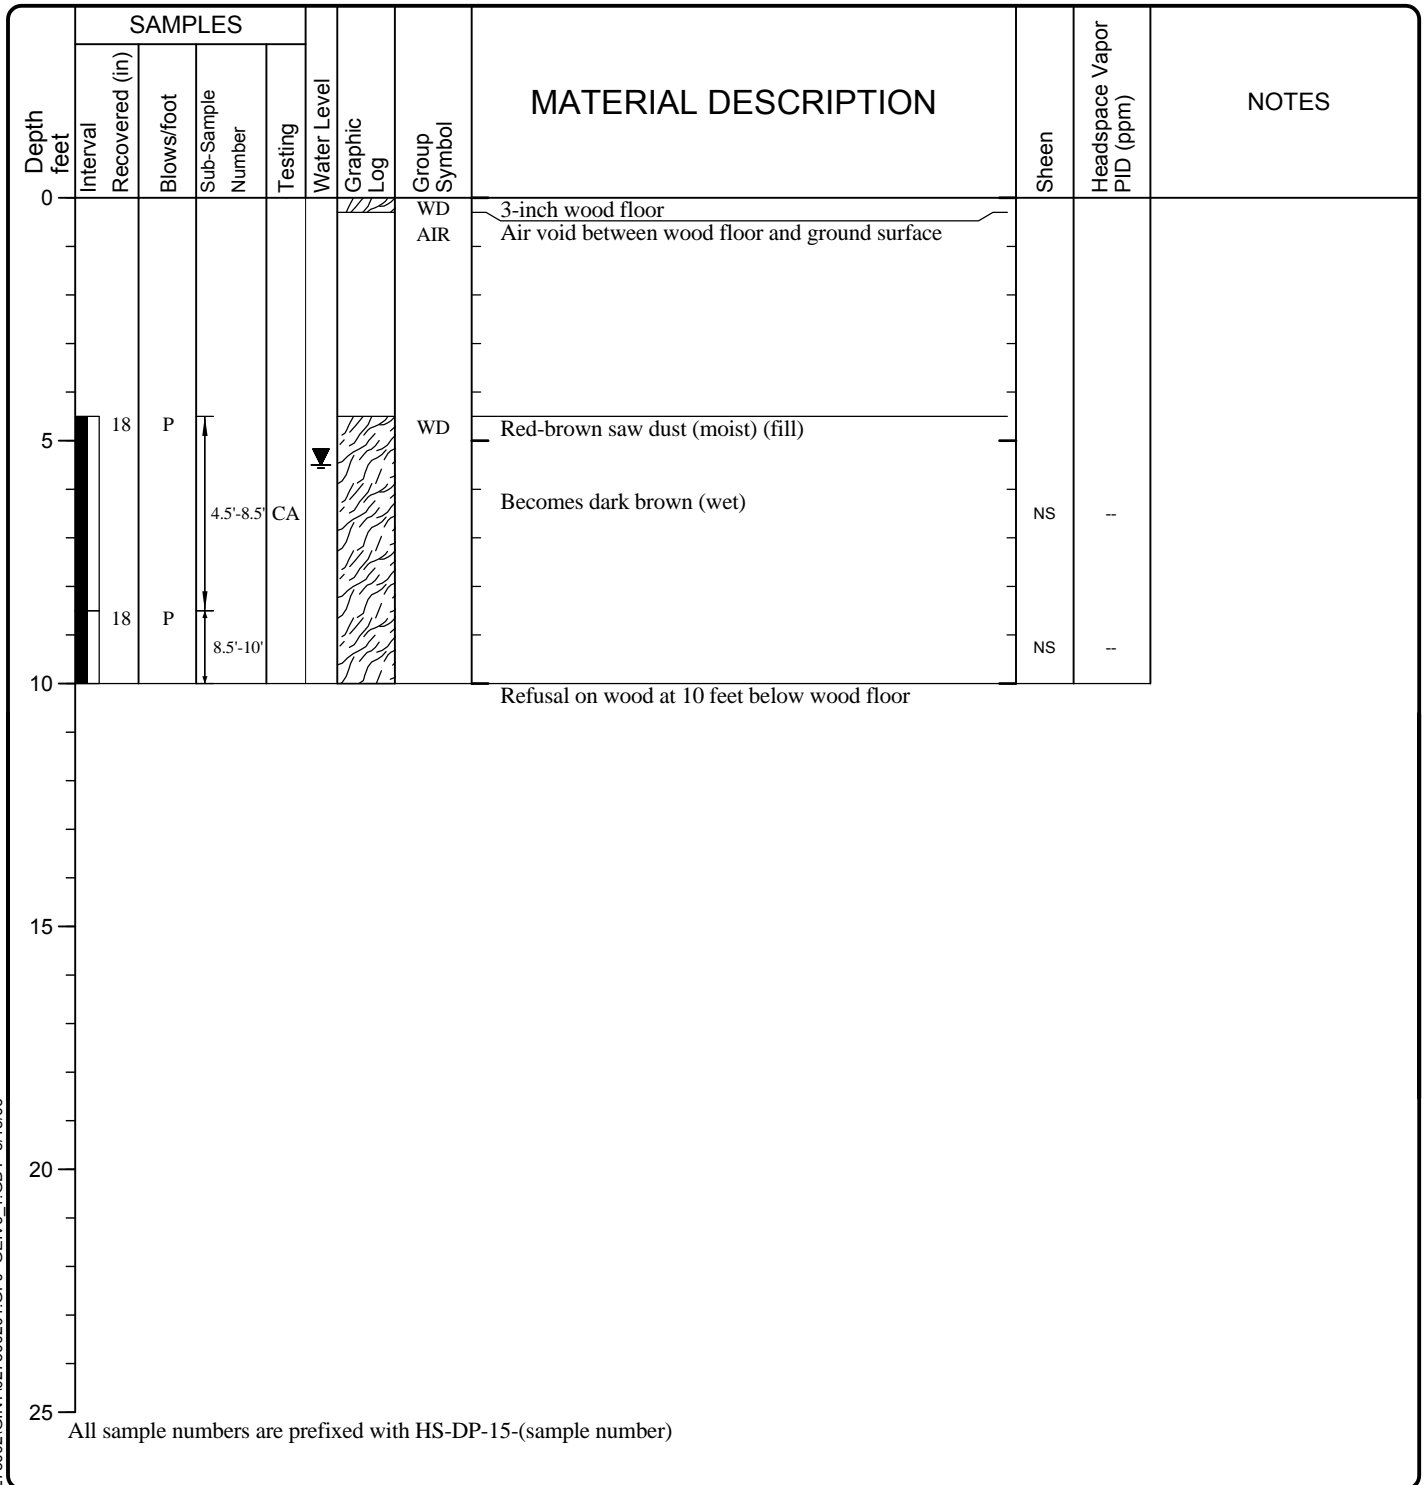 SAMPLES
Depth
feet
Interval
Recovered (in)
Blows/foot
Sub-Sample
Number
Testing
Water Level
Graphic
Log
Group
Symbol
MATERIAL DESCRIPTION
Sheen
Headspace Vapor
PID (ppm)
NOTES
0
WD
3-inch wood floor
AIR
Air void between wood floor and ground surface
18
P
WD
Red-brown saw dust (moist) (fill)
5
Becomes dark brown (wet)
4.5'-8.5'
CA
NS
--
18
P
8.5'-10'
NS
--
10
Refusal on wood at 10 feet below wood floor
15
20
25
All sample numbers are prefixed with HS-DP-15-(sample number)